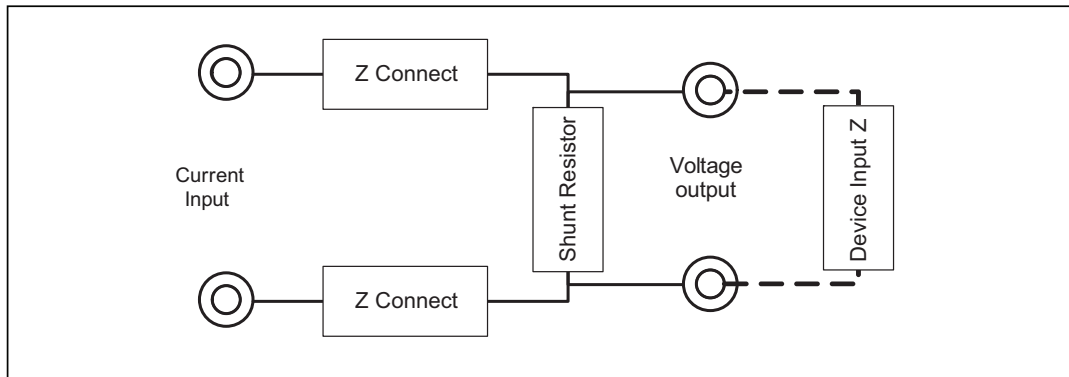 Z Connect
Current
Input
Shunt Resistor
Voltage
output
Device Input Z
Z Connect